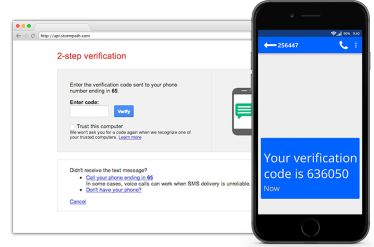 http://api.stormpath.com
2-step verification
Enter the verification code sent to your phone
number ending in 65.
Enter code:
Verify
Trust this computer
We won't ask you for a code again when we recognize one of
your trusted computers. Learn more
Didn't receive the text message?
Call your phone ending in 65
In some cases, voice calls can work when SMS delivery is unreliable.
Don't have your phone?
Cancel
256447
Your verification
code is 636050
Now